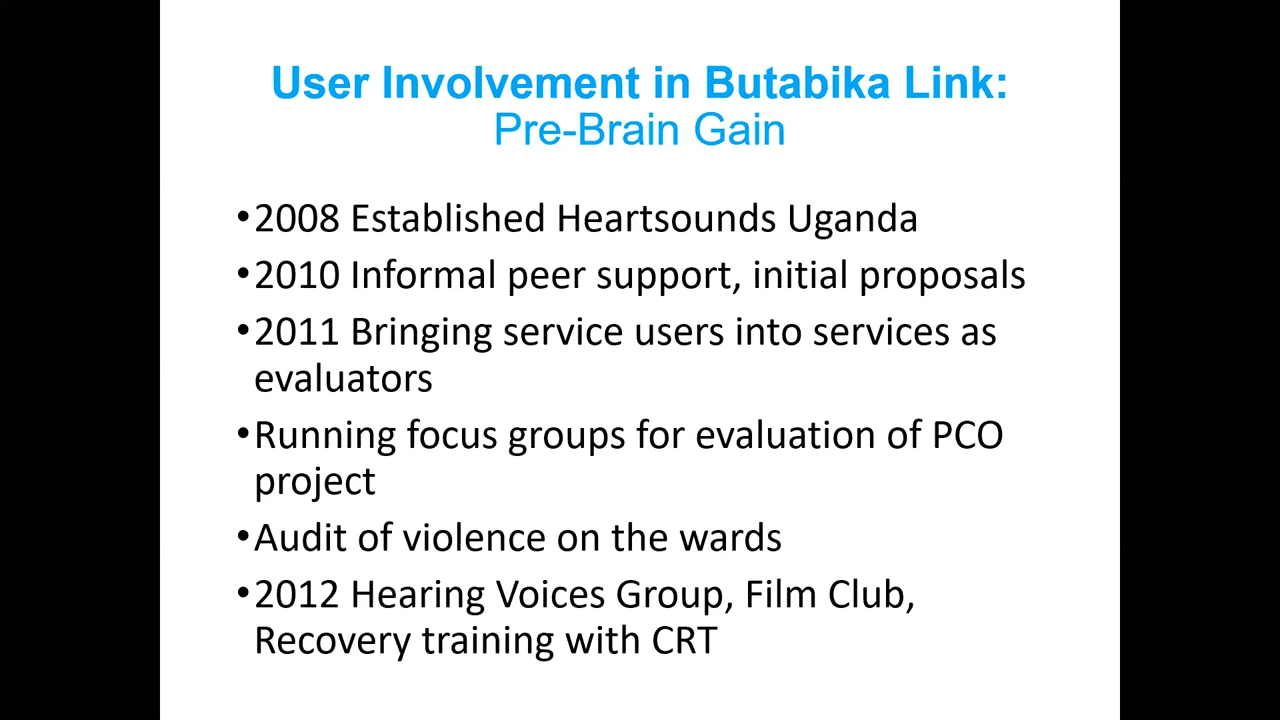 User Involvement in Butabika Link:
Pre-Brain Gain
•2008 Established Heartsounds Uganda
•2010 Informal peer support, initial proposals
•2011 Bringing service users into services as
evaluators
•Running focus groups for evaluation of PCO
project
•Audit of violence on the wards
•2012 Hearing Voices Group, Film Club,
Recovery training with CRT